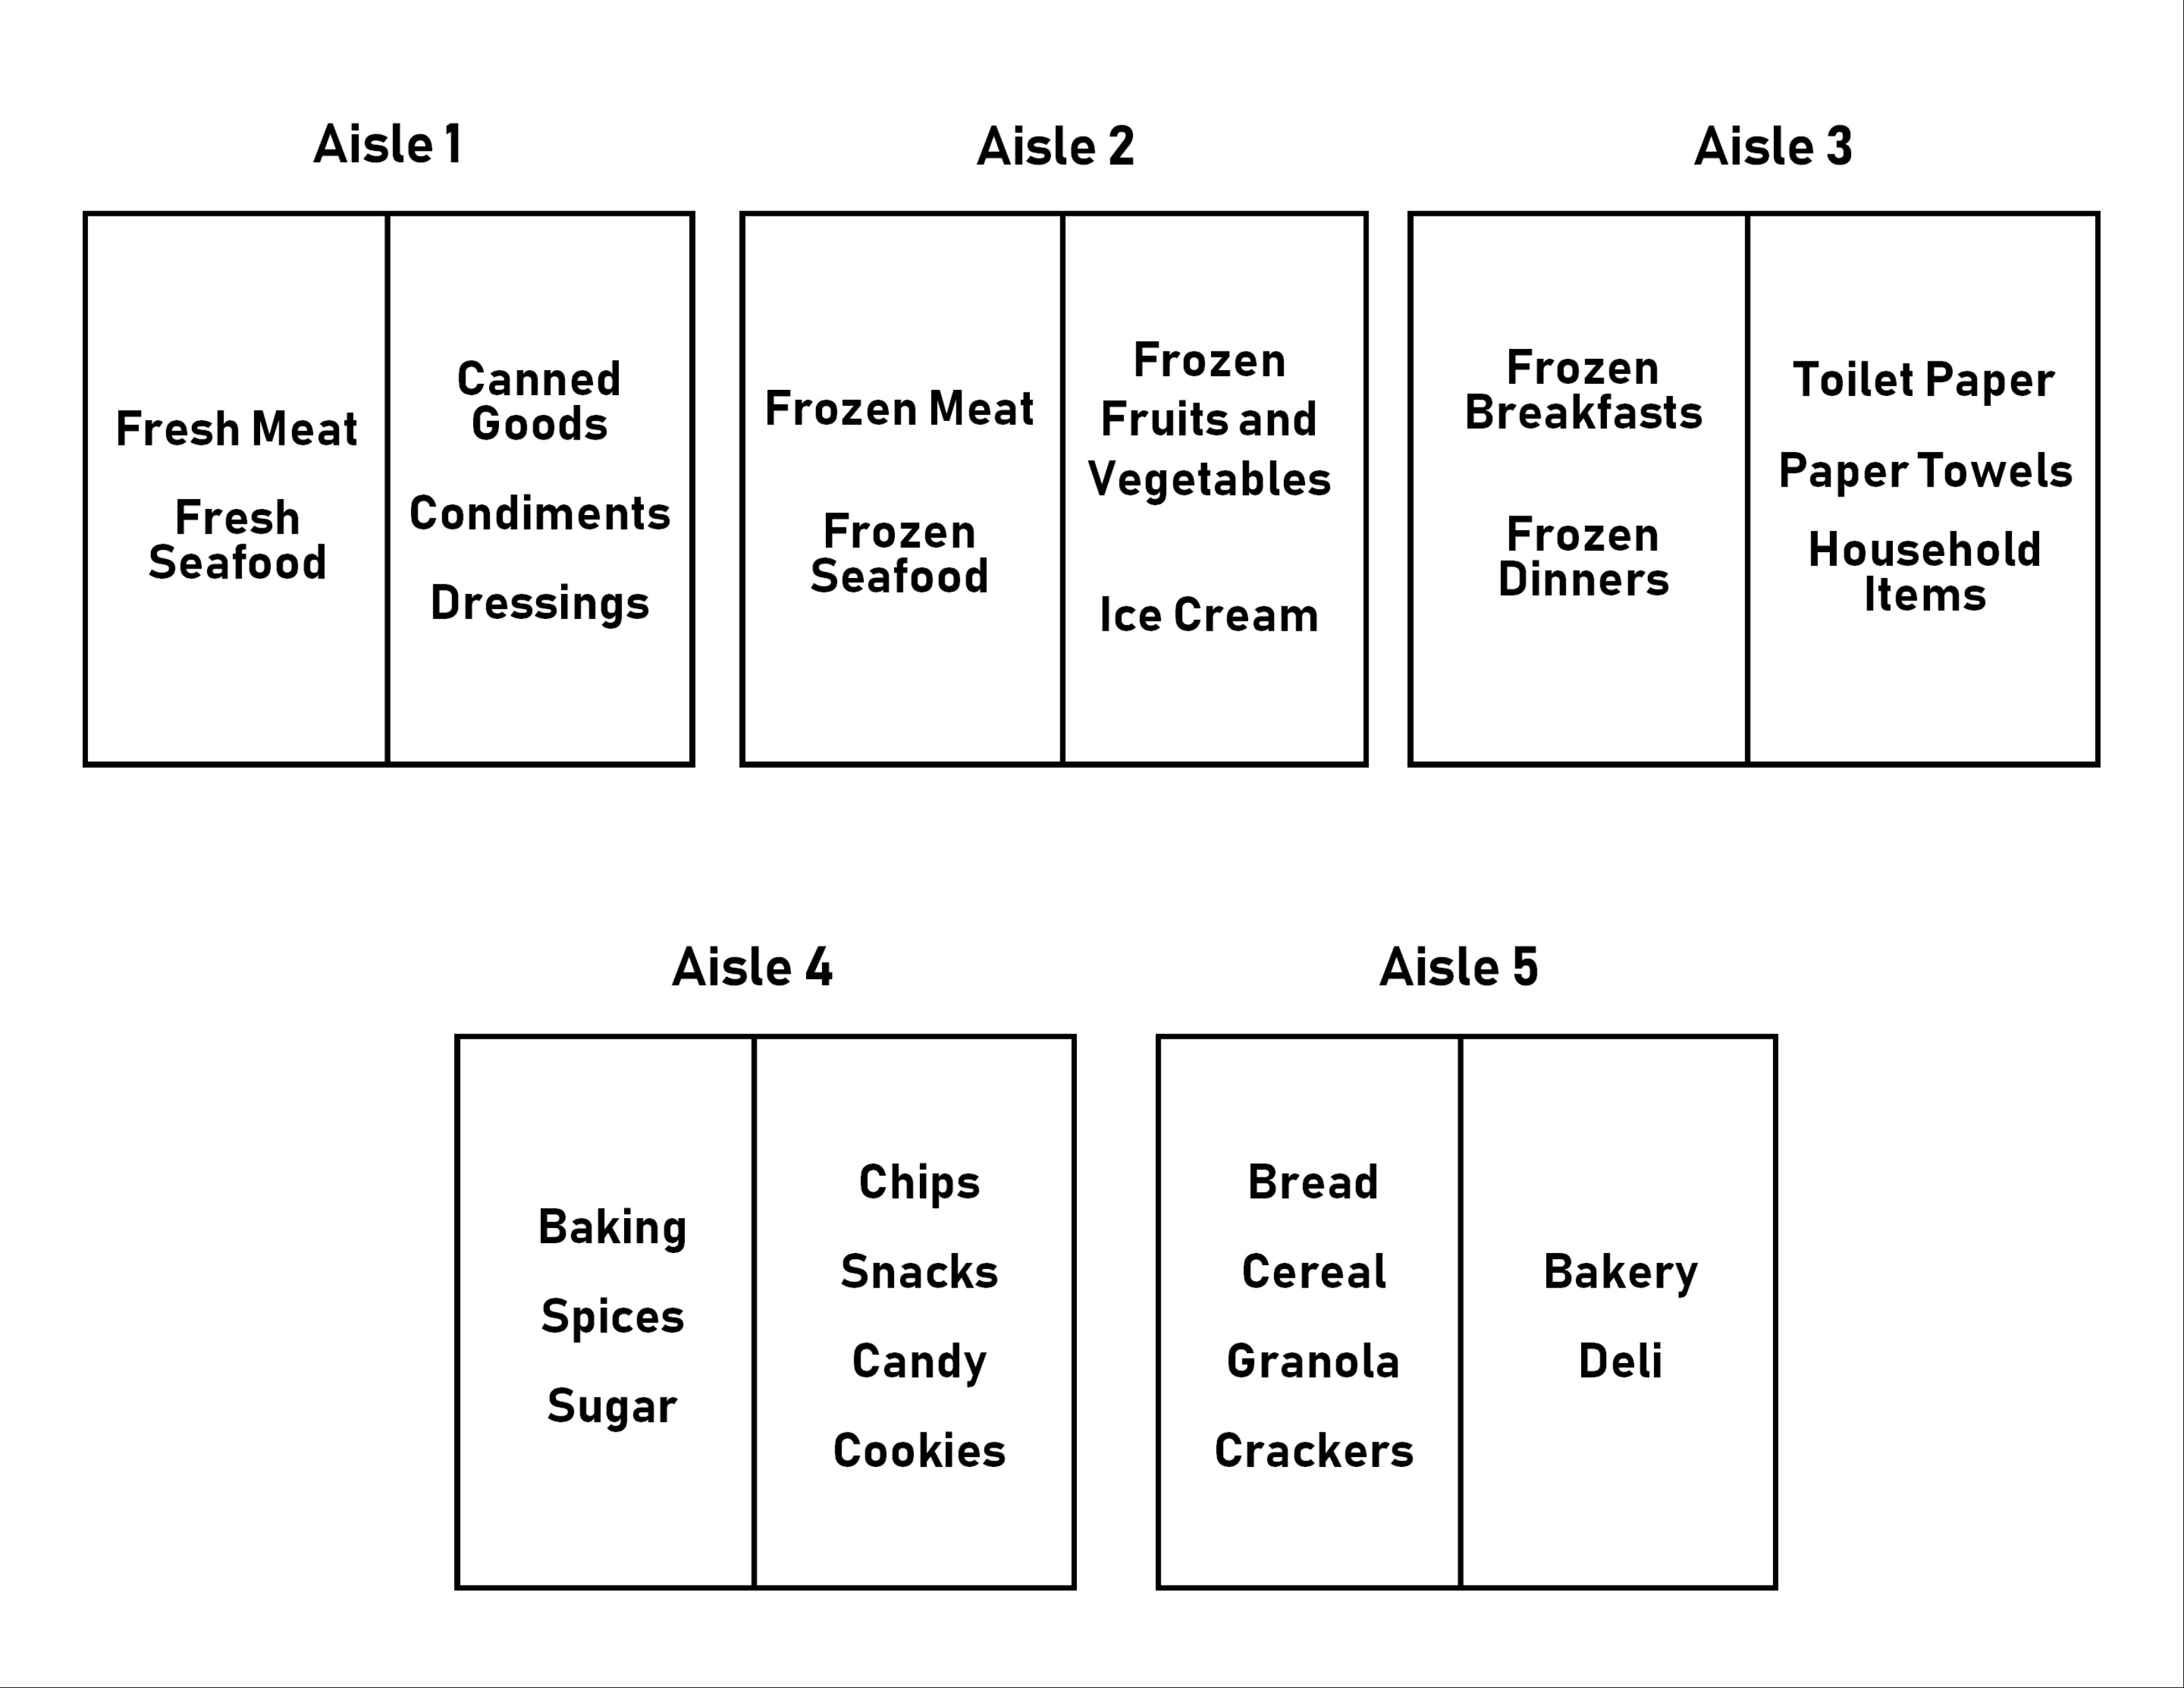 Aisle 1
Fresh Meat
Fresh
Seafood
Canned
Goods
Condiments
Dressings
Aisle 2
Frozen Meat
Frozen
Seafood
Frozen
Fruits and
Vegetables
Ice Cream
Aisle 3
Frozen
Breakfasts
Frozen
Dinners
Toilet Paper
Paper Towels
Household
Items
Aisle 4
Baking
Spices
Sugar
Chips
Snacks
Candy
Cookies
Aisle 5
Bread
Cereal
Granola
Crackers
Bakery
Deli